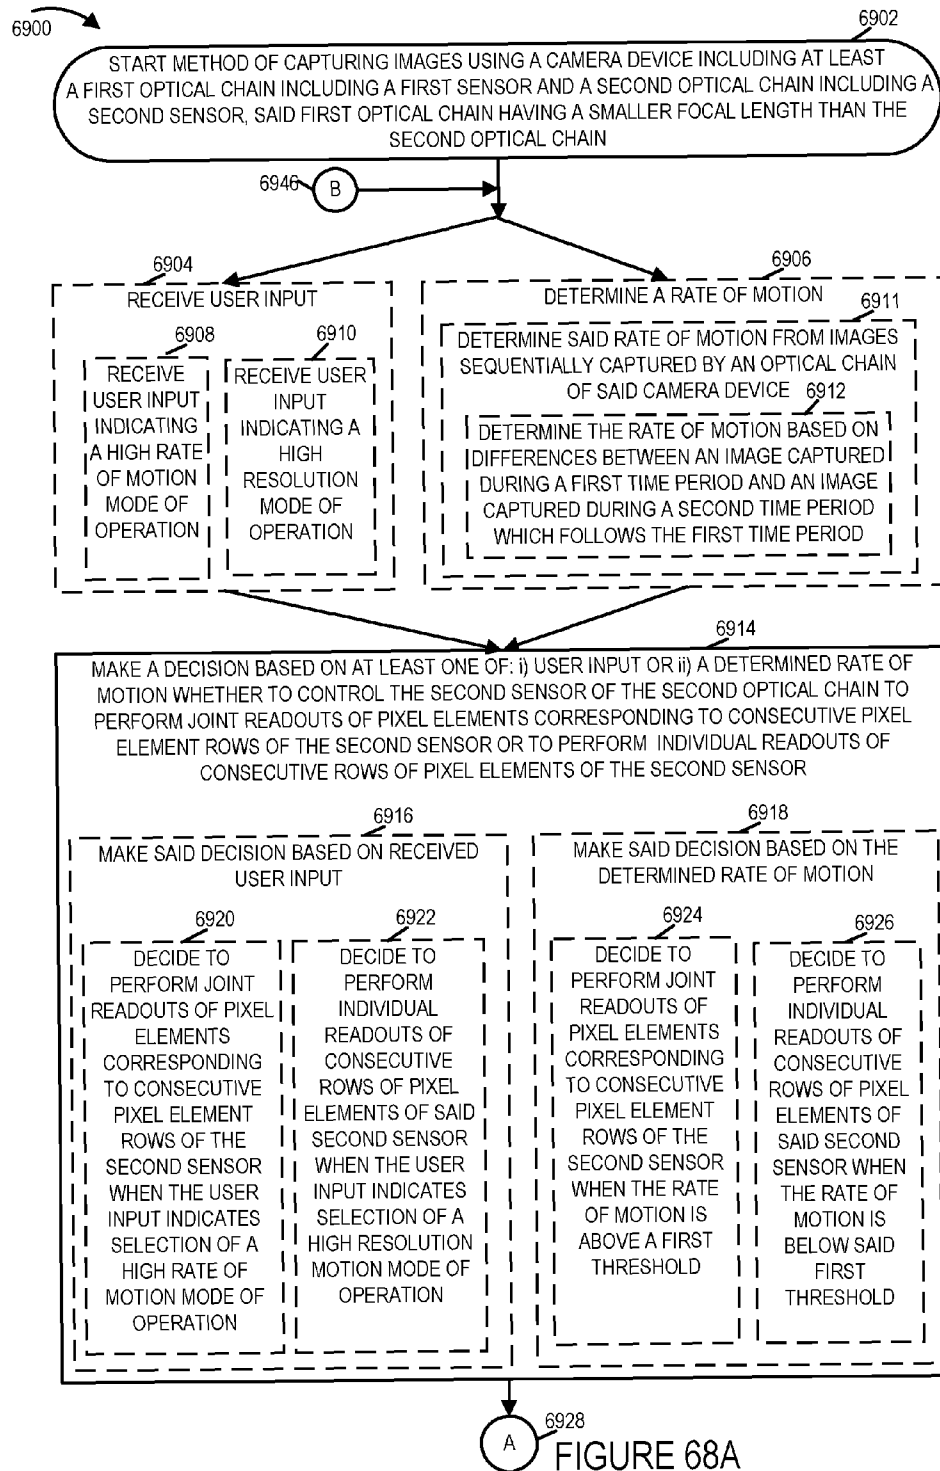 6900
6902
START METHOD OF CAPTURING IMAGES USING A CAMERA DEVICE INCLUDING AT LEAST
A FIRST OPTICAL CHAIN INCLUDING A FIRST SENSOR AND A SECOND OPTICAL CHAIN INCLUDING A
SECOND SENSOR, SAID FIRST OPTICAL CHAIN HAVING A SMALLER FOCAL LENGTH THAN THE
SECOND OPTICAL CHAIN
6946
B
6904
RECEIVE USER INPUT
6908
RECEIVE
USER INPUT
INDICATING
A HIGH RATE
OF MOTION
MODE OF
OPERATION
6910
RECEIVE USER
INPUT
INDICATING A
HIGH
RESOLUTION
MODE OF
OPERATION
6906
DETERMINE A RATE OF MOTION
6911
DETERMINE SAID RATE OF MOTION FROM IMAGES
SEQUENTIALLY CAPTURED BY AN OPTICAL CHAIN
OF SAID CAMERA DEVICE
6912
DETERMINE THE RATE OF MOTION BASED ON
DIFFERENCES BETWEEN AN IMAGE CAPTURED
DURING A FIRST TIME PERIOD AND AN IMAGE
CAPTURED DURING A SECOND TIME PERIOD
WHICH FOLLOWS THE FIRST TIME PERIOD
6914
MAKE A DECISION BASED ON AT LEAST ONE OF: i) USER INPUT OR ii) A DETERMINED RATE OF
MOTION WHETHER TO CONTROL THE SECOND SENSOR OF THE SECOND OPTICAL CHAIN TO
PERFORM JOINT READOUTS OF PIXEL ELEMENTS CORRESPONDING TO CONSECUTIVE PIXEL
ELEMENT ROWS OF THE SECOND SENSOR OR TO PERFORM INDIVIDUAL READOUTS OF
CONSECUTIVE ROWS OF PIXEL ELEMENTS OF THE SECOND SENSOR
6916
MAKE SAID DECISION BASED ON RECEIVED
USER INPUT
6920
DECIDE TO
PERFORM JOINT
READOUTS OF PIXEL
ELEMENTS
CORRESPONDING
TO CONSECUTIVE
PIXEL ELEMENT
ROWS OF THE
SECOND SENSOR
WHEN THE USER
INPUT INDICATES
SELECTION OF A
HIGH RATE OF
MOTION MODE OF
OPERATION
6922
DECIDE TO
PERFORM
INDIVIDUAL
READOUTS OF
CONSECUTIVE
ROWS OF PIXEL
ELEMENTS OF SAID
SECOND SENSOR
WHEN THE USER
INPUT INDICATES
SELECTION OF A
HIGH RESOLUTION
MOTION MODE OF
OPERATION
6918
MAKE SAID DECISION BASED ON THE
DETERMINED RATE OF MOTION
6924
DECIDE TO
PERFORM JOINT
READOUTS OF
PIXEL ELEMENTS
CORRESPONDING
TO CONSECUTIVE
PIXEL ELEMENT
ROWS OF THE
SECOND SENSOR
WHEN THE RATE
OF MOTION IS
ABOVE A FIRST
THRESHOLD
6926
DECIDE TO
PERFORM
INDIVIDUAL
READOUTS OF
CONSECUTIVE
ROWS OF PIXEL
ELEMENTS OF
SAID SECOND
SENSOR WHEN
THE RATE OF
MOTION IS
BELOW SAID
FIRST
THRESHOLD
A
6928
FIGURE 68A